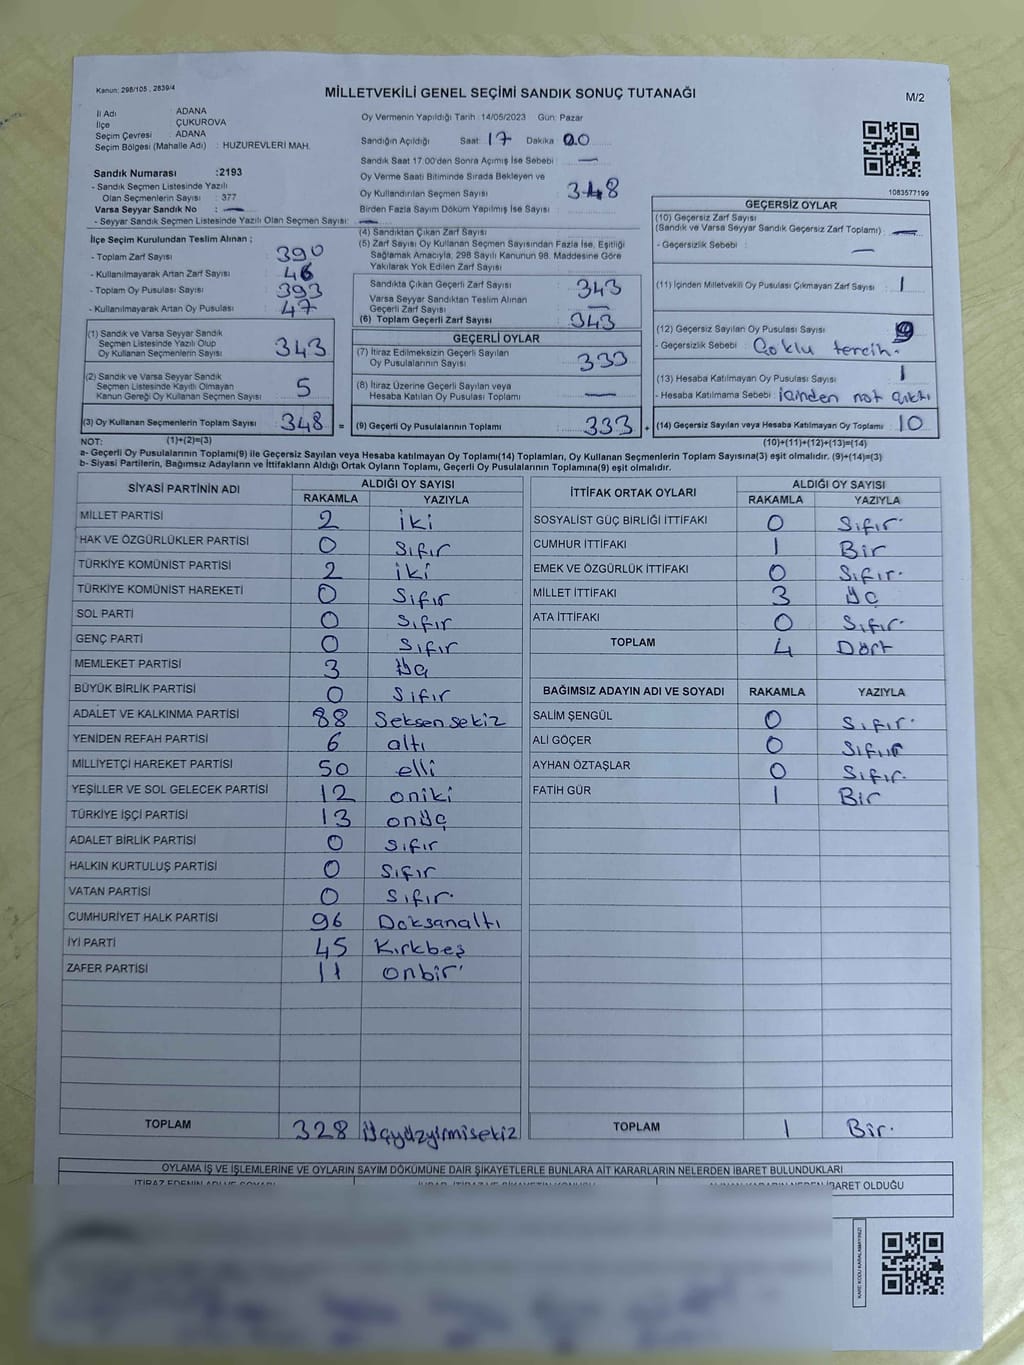 Kanun: 298/105 , 2839/4
MİLLETVEKİLİ GENEL SEÇİMİ SANDIK SONUÇ TUTANAĞI
M/2
İl Adı : ADANA
İlçe : ÇUKUROVA
Seçim Çevresi : ADANA
Seçim Bölgesi (Mahalle Adı) : HUZUREVLERİ MAH.
Oy Vermenin Yapıldığı Tarih :14/05/2023 Gün: Pazar
Sandığın Açıldığı Saat: 17 Dakika 00
Sandık Saat 17.00'den Sonra Açımış İse Sebebi : —
Oy Verme Saati Bitiminde Sırada Bekleyen ve
Oy Kullandırılan Seçmen Sayısı : 348
Birden Fazla Sayım Döküm Yapılmış İse Sayısı :
1083577199
Sandık Numarası :2193
- Sandık Seçmen Listesinde Yazılı
Olan Seçmenlerin Sayısı : 377
Varsa Seyyar Sandık No : —
- Seyyar Sandık Seçmen Listesinde Yazılı Olan Seçmen Sayısı: —
İlçe Seçim Kurulundan Teslim Alınan ;
- Toplam Zarf Sayısı : 390
- Kullanılmayarak Artan Zarf Sayısı : 46
- Toplam Oy Pusulası Sayısı : 393
- Kullanılmayarak Artan Oy Pusulası : 47
(1) Sandık ve Varsa Seyyar Sandık
Seçmen Listesinde Yazılı Olup
Oy Kullanan Seçmenlerin Sayısı : 343
(2) Sandık ve Varsa Seyyar Sandık
Seçmen Listesinde Kayıtlı Olmayan
Kanun Gereği Oy Kullanan Seçmen Sayısı : 5
(3) Oy Kullanan Seçmenlerin Toplam Sayısı : 348 =
(4) Sandıktan Çıkan Zarf Sayısı :
(5) Zarf Sayısı Oy Kullanan Seçmen Sayısından Fazla İse, Eşitliği
Sağlamak Amacıyla, 298 Sayılı Kanunun 98. Maddesine Göre
Yakılarak Yok Edilen Zarf Sayısı :
Sandıkta Çıkan Geçerli Zarf Sayısı : 343
Varsa Seyyar Sandıktan Teslim Alınan
Geçerli Zarf Sayısı : —
(6) Toplam Geçerli Zarf Sayısı : 343
GEÇERLİ OYLAR
(7) İtiraz Edilmeksizin Geçerli Sayılan
Oy Pusulalarının Sayısı : 333
(8) İtiraz Üzerine Geçerli Sayılan veya
Hesaba Katılan Oy Pusulası Toplamı : —
(9) Geçerli Oy Pusulalarının Toplamı : 333 +
GEÇERSİZ OYLAR
(10) Geçersiz Zarf Sayısı
(Sandık ve Varsa Seyyar Sandık Geçersiz Zarf Toplamı) : —
- Geçersizlik Sebebi : —
(11) İçinden Milletvekili Oy Pusulası Çıkmayan Zarf Sayısı : 1
(12) Geçersiz Sayılan Oy Pusulası Sayısı :
- Geçersizlik Sebebi : Çoklu tercih.
(13) Hesaba Katılmayan Oy Pusulası Sayısı : 1
- Hesaba Katılmama Sebebi : içinden not çıktı
(14) Geçersiz Sayılan veya Hesaba Katılmayan Oy Toplamı : 10
NOT: (1)+(2)=(3) (10)+(11)+(12)+(13)=(14)
a- Geçerli Oy Pusulasının Toplamı(9) ile Geçersiz Sayılan veya Hesaba katılmayan Oy Toplamı(14) Toplamları, Oy Kullanan Seçmenlerin Toplam Sayısına(3) eşit olmalıdır. (9)+(14)=(3)
b- Siyasi Partilerin, Bağımsız Adayların ve İttifakların Aldığı Ortak Oyların Toplamı, Geçerli Oy Pusulalarının Toplamına(9) eşit olmalıdır.
SİYASİ PARTİNİN ADI ALDIĞI OY SAYISI
RAKAMLA YAZIYLA
MİLLET PARTİSİ 2 iki
HAK VE ÖZGÜRLÜKLER PARTİSİ 0 Sıfır
TÜRKİYE KOMÜNİST PARTİSİ 2 iki
TÜRKİYE KOMÜNİST HAREKETİ 0 Sıfır
SOL PARTİ 0 Sıfır
GENÇ PARTİ 0 Sıfır
MEMLEKET PARTİSİ 3 Üç
BÜYÜK BİRLİK PARTİSİ 0 Sıfır
ADALET VE KALKINMA PARTİSİ 88 Seksen sekiz
YENİDEN REFAH PARTİSİ 6 altı
MİLLİYETÇİ HAREKET PARTİSİ 50 elli
YEŞİLLER VE SOL GELECEK PARTİSİ 12 oniki
TÜRKİYE İŞÇİ PARTİSİ 13 onüç
ADALET BİRLİK PARTİSİ 0 Sıfır
HALKIN KURTULUŞ PARTİSİ 0 Sıfır
VATAN PARTİSİ 0 Sıfır.
CUMHURİYET HALK PARTİSİ 96 Doksanaltı
İYİ PARTİ 45 Kırkbeş
ZAFER PARTİSİ 11 onbir
TOPLAM 328 Üçyüzyirmisekiz
İTTİFAK ORTAK OYLARI ALDIĞI OY SAYISI
RAKAMLA YAZIYLA
SOSYALIST GÜÇ BİRLİĞİ İTTİFAKI 0 Sıfır.
CUMHUR İTTİFAKI 1 Bir
EMEK VE ÖZGÜRLÜK İTTİFAKI 0 Sıfır.
MİLLET İTTİFAKI 3 Üç
ATA İTTİFAKI 0 Sıfır.
TOPLAM 4 Dört
BAĞIMSIZ ADAYIN ADI VE SOYADI RAKAMLA YAZIYLA
SALİM ŞENGÜL 0 Sıfır.
ALİ GÖÇER 0 Sıfır
AYHAN ÖZTAŞLAR 0 Sıfır.
FATİH GÜR 1 Bir
TOPLAM 1 Bir.
OYLAMA İŞ VE İŞLEMLERİNE VE OYLARIN SAYIM DÖKÜMÜNE DAİR ŞİKAYETLERLE BUNLARA AİT KARARLARIN NELERDEN İBARET BULUNDUKLARI
İBARET OLDUĞU
KARE KODU KARALAMAYINIZ!